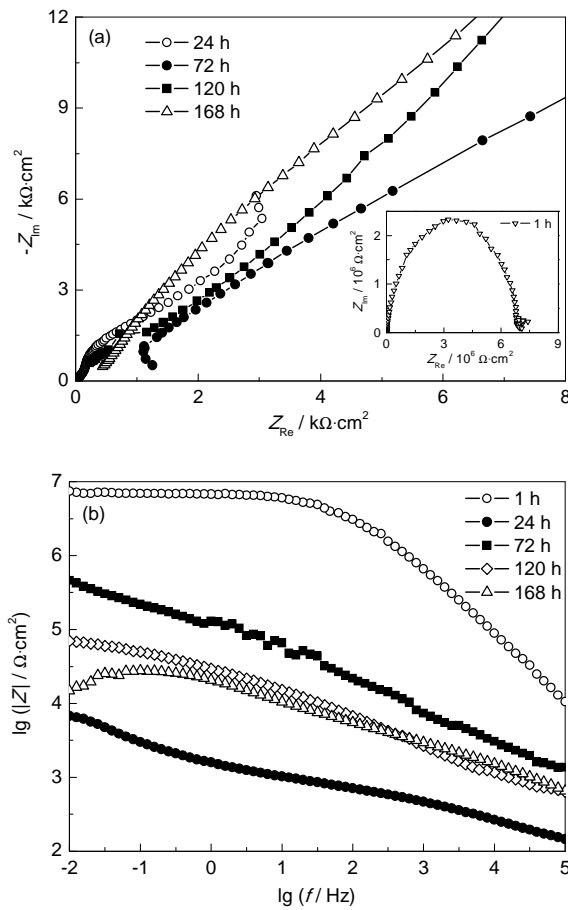 (a)
24 h
72 h
120 h
168 h
12
9
6
3
0
-Z_Im / kΩ·cm²
0 2 4 6 8
Z_Re / kΩ·cm²
1 h
2
1
0
Z_Im / 10⁶ Ω·cm²
0 3 6 9
Z_Re / 10⁶ Ω·cm²
(b)
1 h
24 h
72 h
120 h
168 h
7
6
5
4
3
2
lg (|Z| / Ω·cm²)
-2 -1 0 1 2 3 4 5
lg (f / Hz)